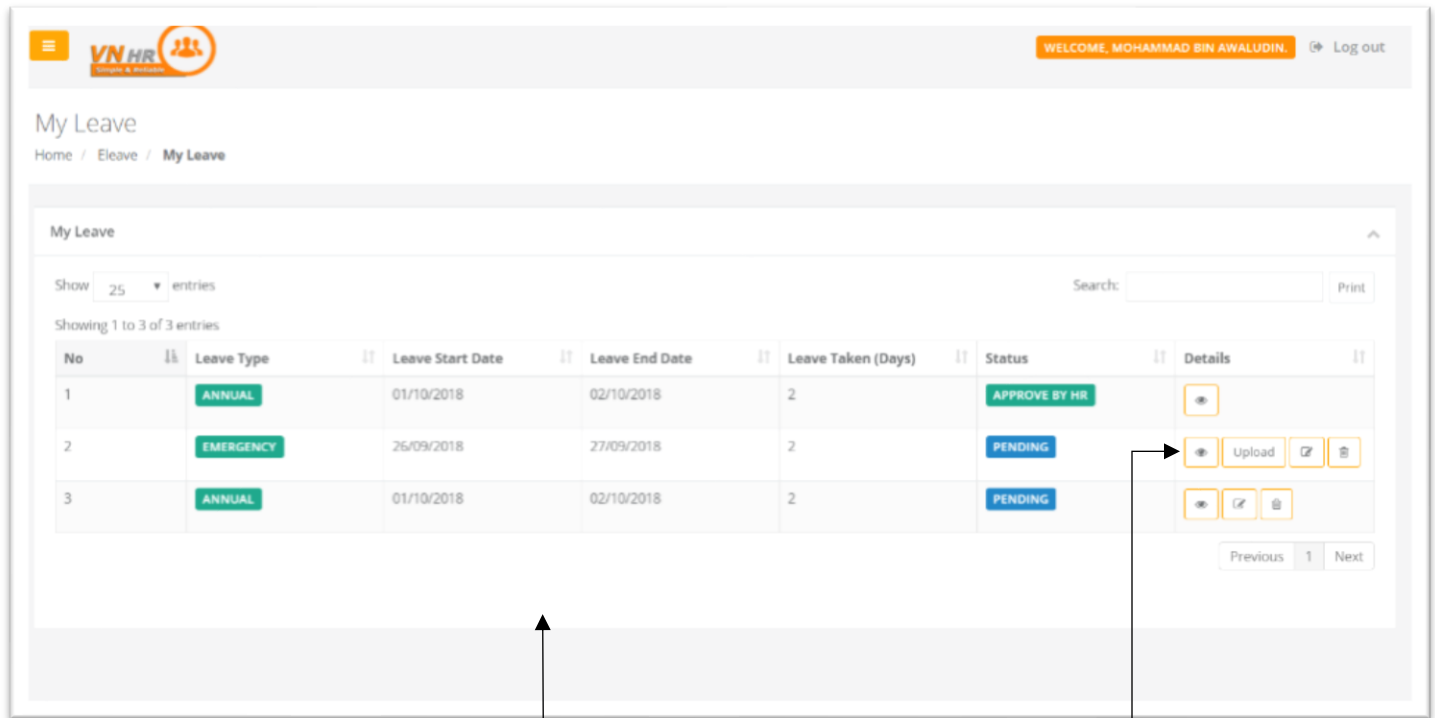 VN HR
Simple & Reliable
WELCOME, MOHAMMAD BIN AWALUDIN. Log out
My Leave
Home / Eleave / My Leave
My Leave
Show 25 entries Search: Print
Showing 1 to 3 of 3 entries
No Leave Type Leave Start Date Leave End Date Leave Taken (Days) Status Details
1 ANNUAL 01/10/2018 02/10/2018 2 APPROVE BY HR
2 EMERGENCY 26/09/2018 27/09/2018 2 PENDING Upload
3 ANNUAL 01/10/2018 02/10/2018 2 PENDING
Previous 1 Next